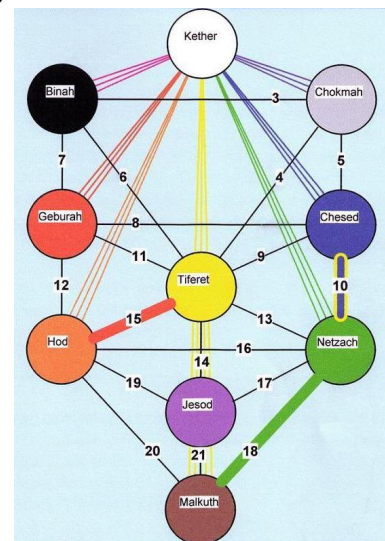 Kether
Binah
3
Chokmah
7
6
4
5
Geburah
8
Chesed
11
9
12
Tiferet
10
15
13
Hod
14
16
Netzach
19
17
Jesod
20
21
18
Malkuth